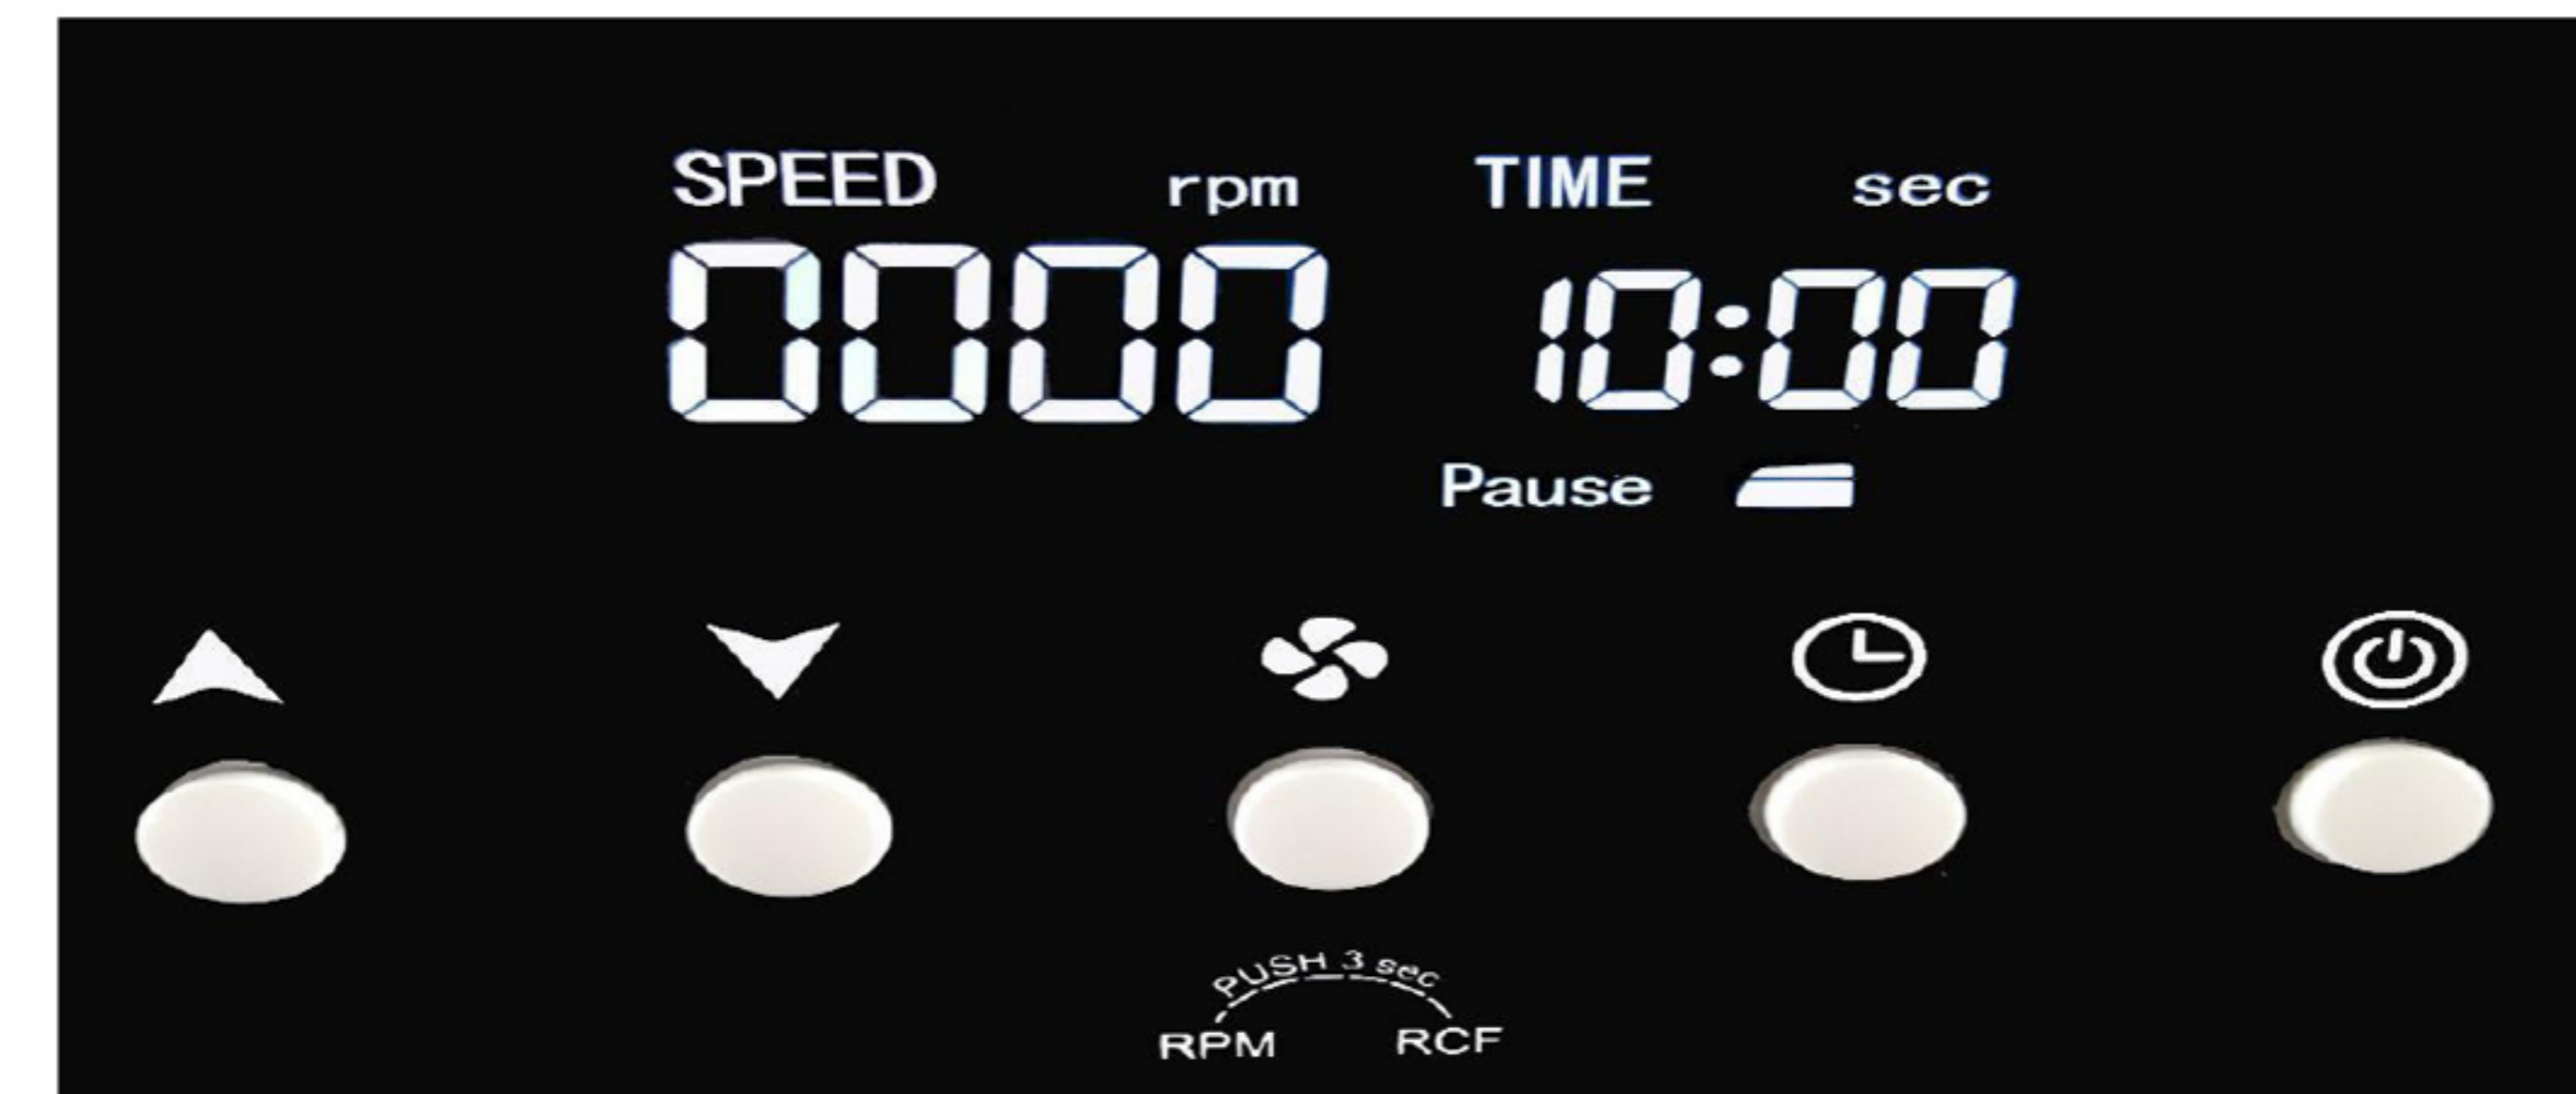 SPEED rpm TIME sec
0000 10:00
Pause
PUSH 3 sec
RPM RCF